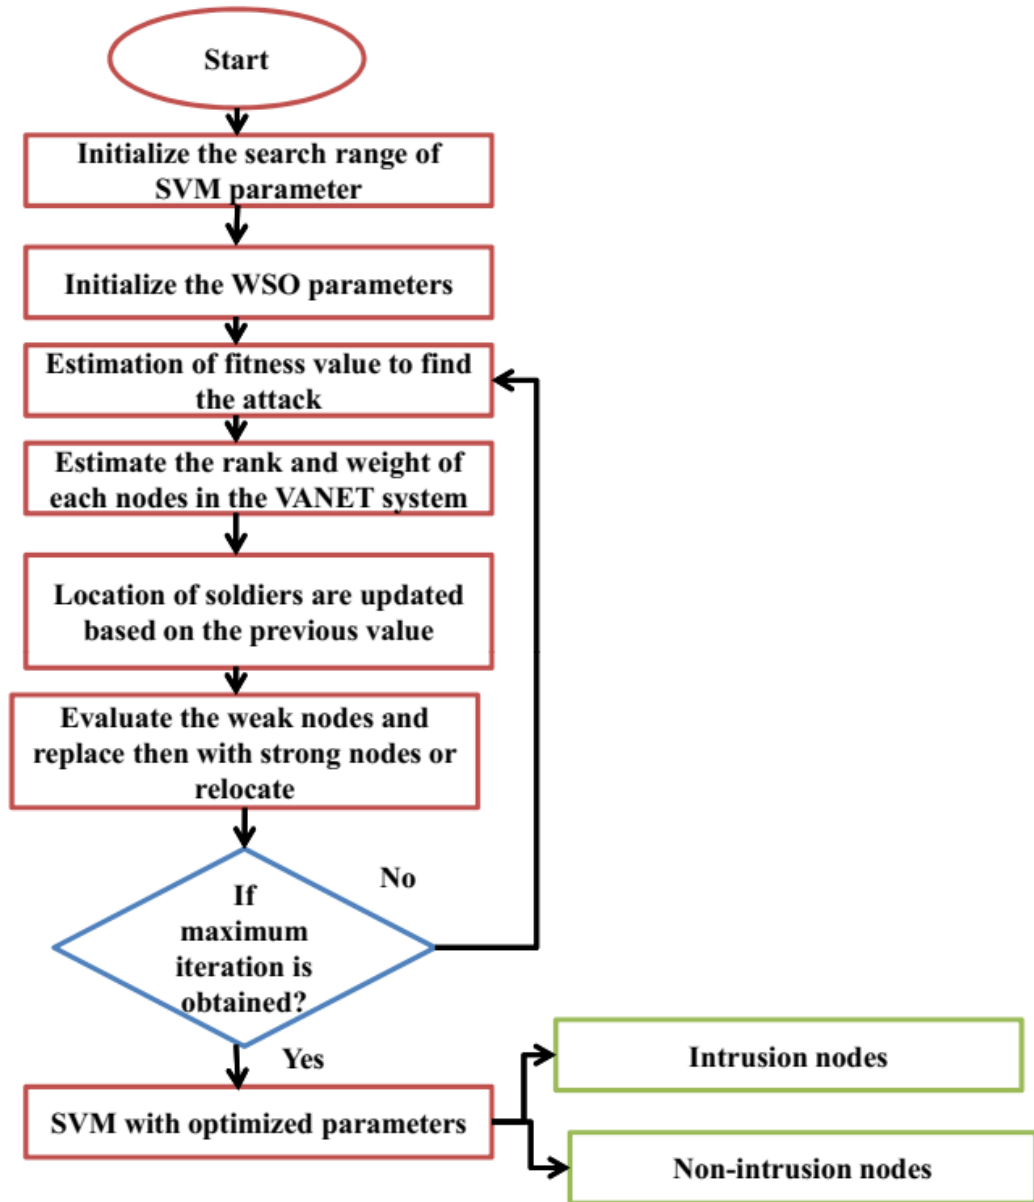 Start
Initialize the search range of
SVM parameter
Initialize the WSO parameters
Estimation of fitness value to find
the attack
Estimate the rank and weight of
each nodes in the VANET system
Location of soldiers are updated
based on the previous value
Evaluate the weak nodes and
replace then with strong nodes or
relocate
No
If
maximum
iteration is
obtained?
Yes
Intrusion nodes
SVM with optimized parameters
Non-intrusion nodes